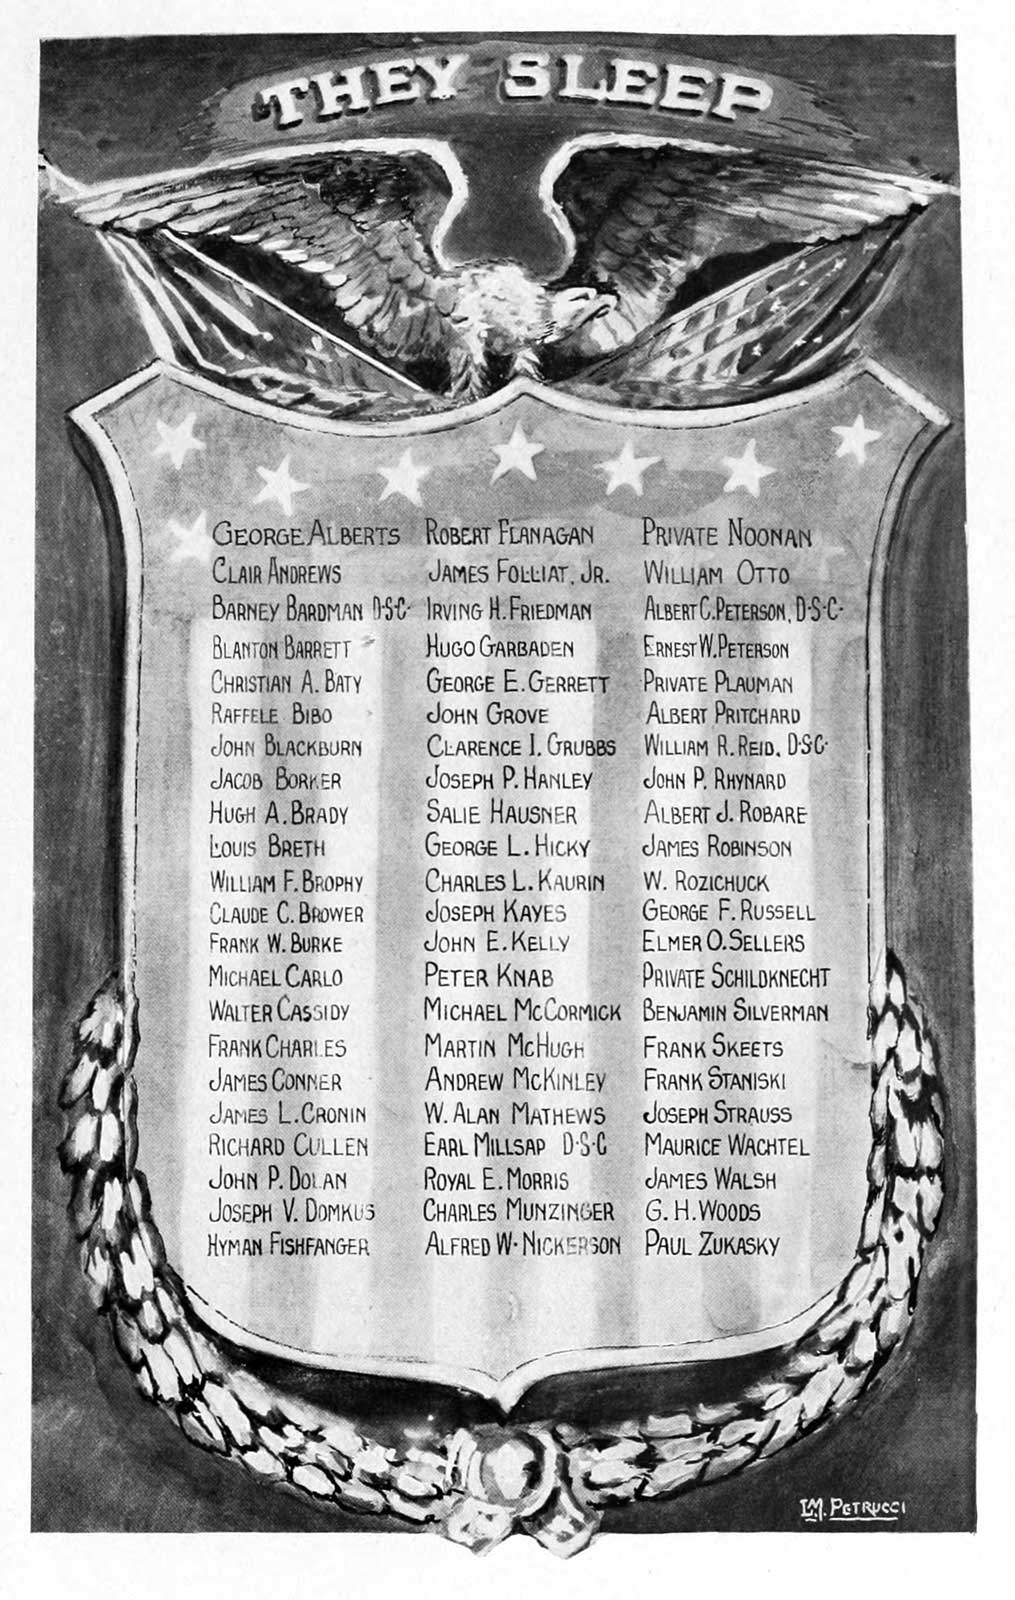 THEY SLEEP
GEORGE ALBERTS
CLAIR ANDREWS
BARNEY BARDMAN D·S·C·
BLANTON BARRETT
CHRISTIAN A. BATY
RAFFELE BIBO
JOHN BLACKBURN
JACOB BORKER
HUGH A. BRADY
LOUIS BRETH
WILLIAM F. BROPHY
CLAUDE C. BROWER
FRANK W. BURKE
MICHAEL CARLO
WALTER CASSIDY
FRANK CHARLES
JAMES CONNER
JAMES L. CRONIN
RICHARD CULLEN
JOHN P. DOLAN
JOSEPH V. DOMKUS
HYMAN FISHFANGER
ROBERT FLANAGAN
JAMES FOLLIAT, JR.
IRVING H. FRIEDMAN
HUGO GARBADEN
GEORGE E. GERRETT
JOHN GROVE
CLARENCE I. GRUBBS
JOSEPH P. HANLEY
SALIE HAUSNER
GEORGE L. HICKY
CHARLES L. KAURIN
JOSEPH KAYES
JOHN E. KELLY
PETER KNAB
MICHAEL McCORMICK
MARTIN McHUGH
ANDREW McKINLEY
W. ALAN MATHEWS
EARL MILLSAP D·S·C
ROYAL E. MORRIS
CHARLES MUNZINGER
ALFRED W. NICKERSON
PRIVATE NOONAN
WILLIAM OTTO
ALBERT C. PETERSON, D·S·C·
ERNEST W. PETERSON
PRIVATE PLAUMAN
ALBERT PRITCHARD
WILLIAM R. REID, D·S·C·
JOHN P. RHYNARD
ALBERT J. ROBARE
JAMES ROBINSON
W. ROZICHUCK
GEORGE F. RUSSELL
ELMER O. SELLERS
PRIVATE SCHILDKNECHT
BENJAMIN SILVERMAN
FRANK SKEETS
FRANK STANISKI
JOSEPH STRAUSS
MAURICE WACHTEL
JAMES WALSH
G. H. WOODS
PAUL ZUKASKY
L.M. PETRUCCI